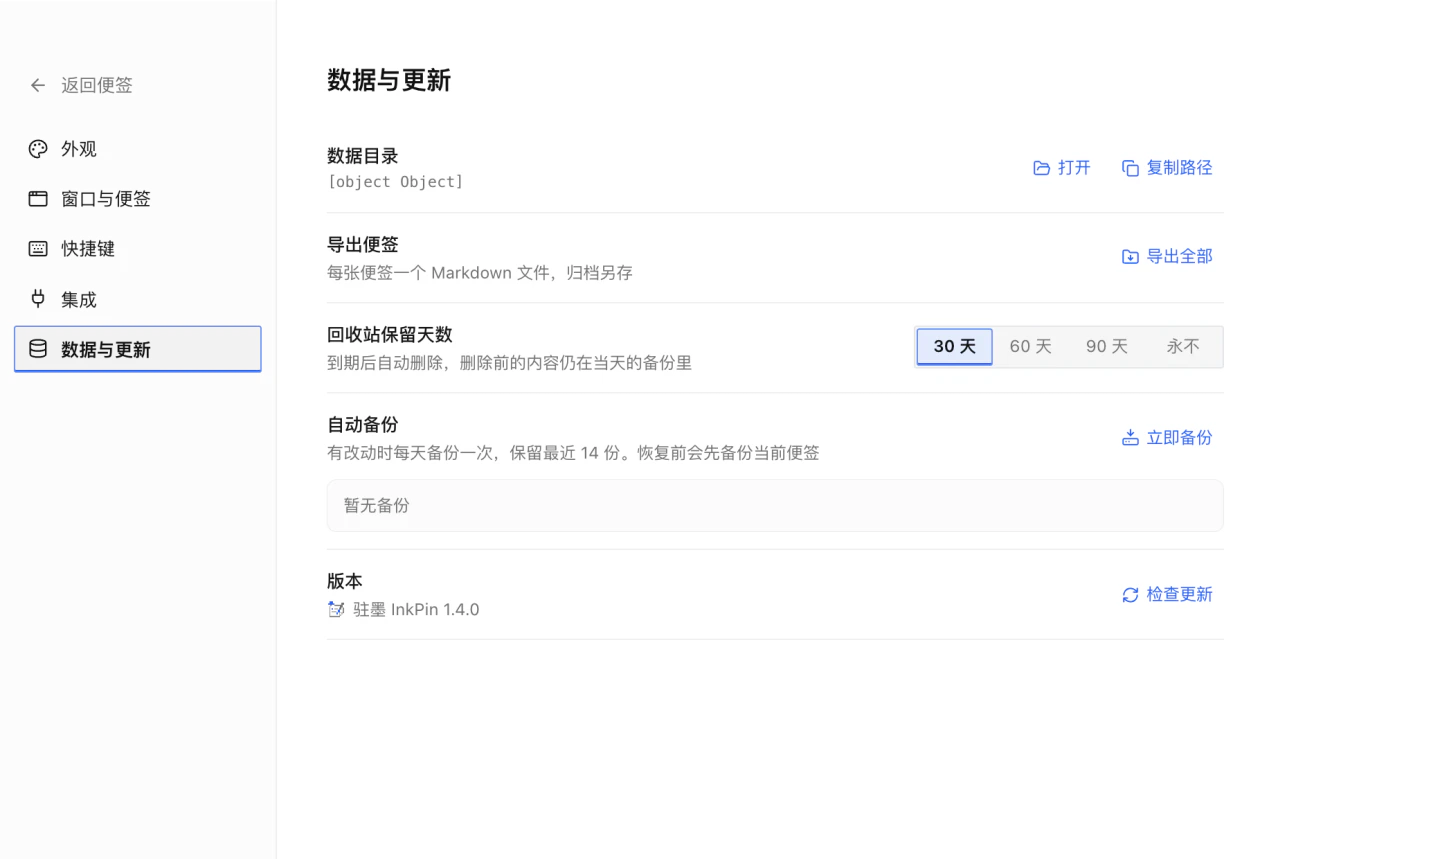 返回便签
外观
窗口与便签
快捷键
集成
数据与更新
数据与更新
数据目录
[object Object]
打开
复制路径
导出便签
每张便签一个 Markdown 文件，归档另存
导出全部
回收站保留天数
到期后自动删除，删除前的内容仍在当天的备份里
30 天
60 天
90 天
永不
自动备份
有改动时每天备份一次，保留最近 14 份。恢复前会先备份当前便签
立即备份
暂无备份
版本
驻墨 InkPin 1.4.0
检查更新